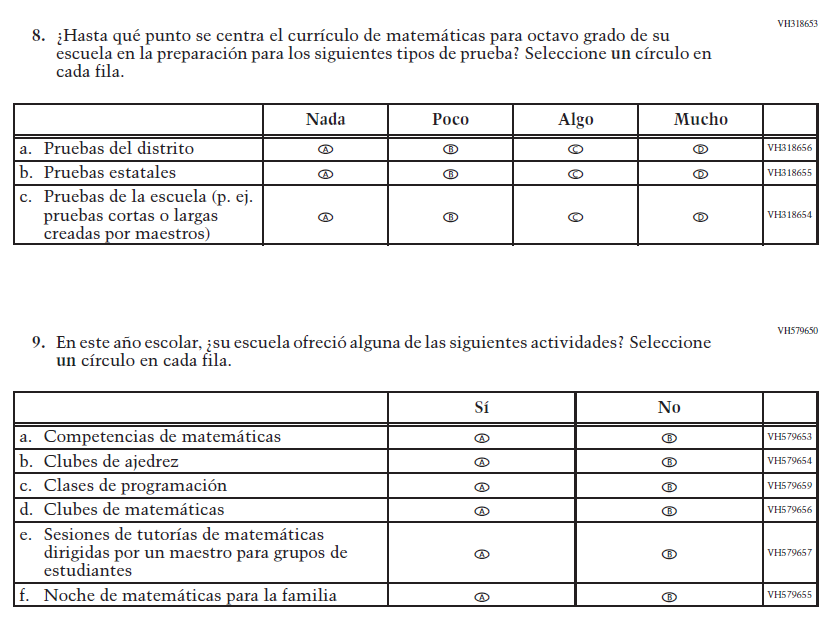 VH318653
8. ¿Hasta qué punto se centra el currículo de matemáticas para octavo grado de su
escuela en la preparación para los siguientes tipos de prueba? Seleccione un círculo en
cada fila.
Nada Poco Algo Mucho
a. Pruebas del distrito A B C D VH318656
b. Pruebas estatales A B C D VH318655
c. Pruebas de la escuela (p. ej.
pruebas cortas o largas A B C D VH318654
creadas por maestros)
VH579650
9. En este año escolar, ¿su escuela ofreció alguna de las siguientes actividades? Seleccione
un círculo en cada fila.
Sí No
a. Competencias de matemáticas A B VH579653
b. Clubes de ajedrez A B VH579654
c. Clases de programación A B VH579659
d. Clubes de matemáticas A B VH579656
e. Sesiones de tutorías de matemáticas
dirigidas por un maestro para grupos de A B VH579657
estudiantes
f. Noche de matemáticas para la familia A B VH579655